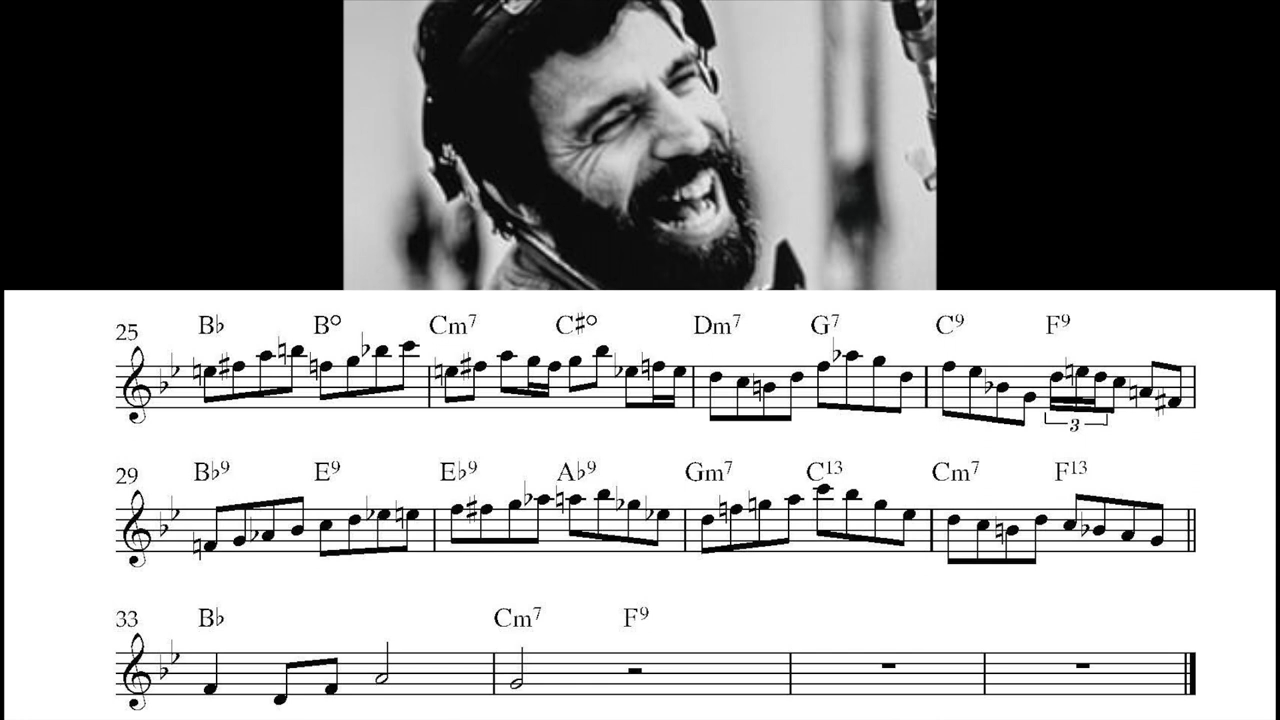 25 B♭ B° Cm7 C♯° Dm7 G7 C9 F9
3
29 B♭9 E9 E♭9 A♭9 Gm7 C13 Cm7 F13
33 B♭ Cm7 F9